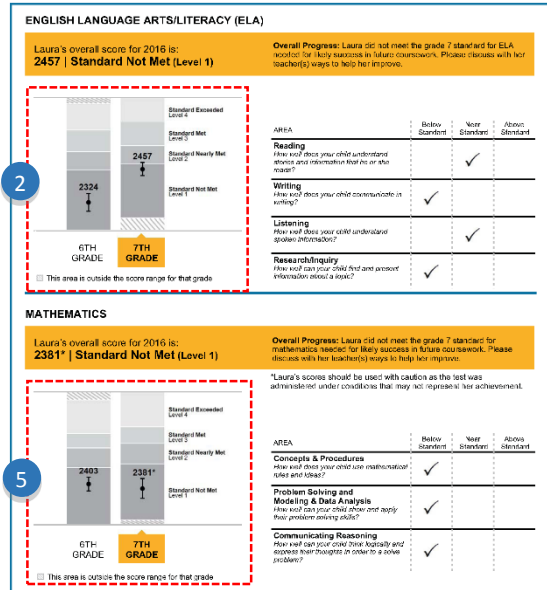 ENGLISH LANGUAGE ARTS/LITERACY (ELA)
Laura's overall score for 2016 is:
2457 | Standard Not Met (Level 1)
Overall Progress: Laura did not meet the grade 7 standard for ELA
needed for likely success in future coursework. Please discuss with her
teacher(s) ways to help her improve.
2
Standard Exceeded
Level 4
Standard Met
Level 3
Standard Nearly Met
Level 2
Standard Not Met
Level 1
2324
2457
6TH
GRADE
7TH
GRADE
This area is outside the score range for that grade
AREA
Below
Standard
Near
Standard
Above
Standard
Reading
How well does your child understand
stories and information that he or she
reads?
Writing
How well does your child communicate in
writing?
Listening
How well does your child understand
spoken information?
Research/Inquiry
How well can your child find and present
information about a topic?
MATHEMATICS
Laura's overall score for 2016 is:
2381* | Standard Not Met (Level 1)
Overall Progress: Laura did not meet the grade 7 standard for
mathematics needed for likely success in future coursework. Please
discuss with her teacher(s) ways to help her improve.
*Laura's scores should be used with caution as the test was
administered under conditions that may not represent her achievement.
5
Standard Exceeded
Level 4
Standard Met
Level 3
Standard Nearly Met
Level 2
Standard Not Met
Level 1
2403
2381*
6TH
GRADE
7TH
GRADE
This area is outside the score range for that grade
AREA
Below
Standard
Near
Standard
Above
Standard
Concepts & Procedures
How well does your child use mathematical
rules and ideas?
Problem Solving and
Modeling & Data Analysis
How well can your child show and apply
their problem solving skills?
Communicating Reasoning
How well can your child think logically and
express their thoughts in order to solve a
problem?